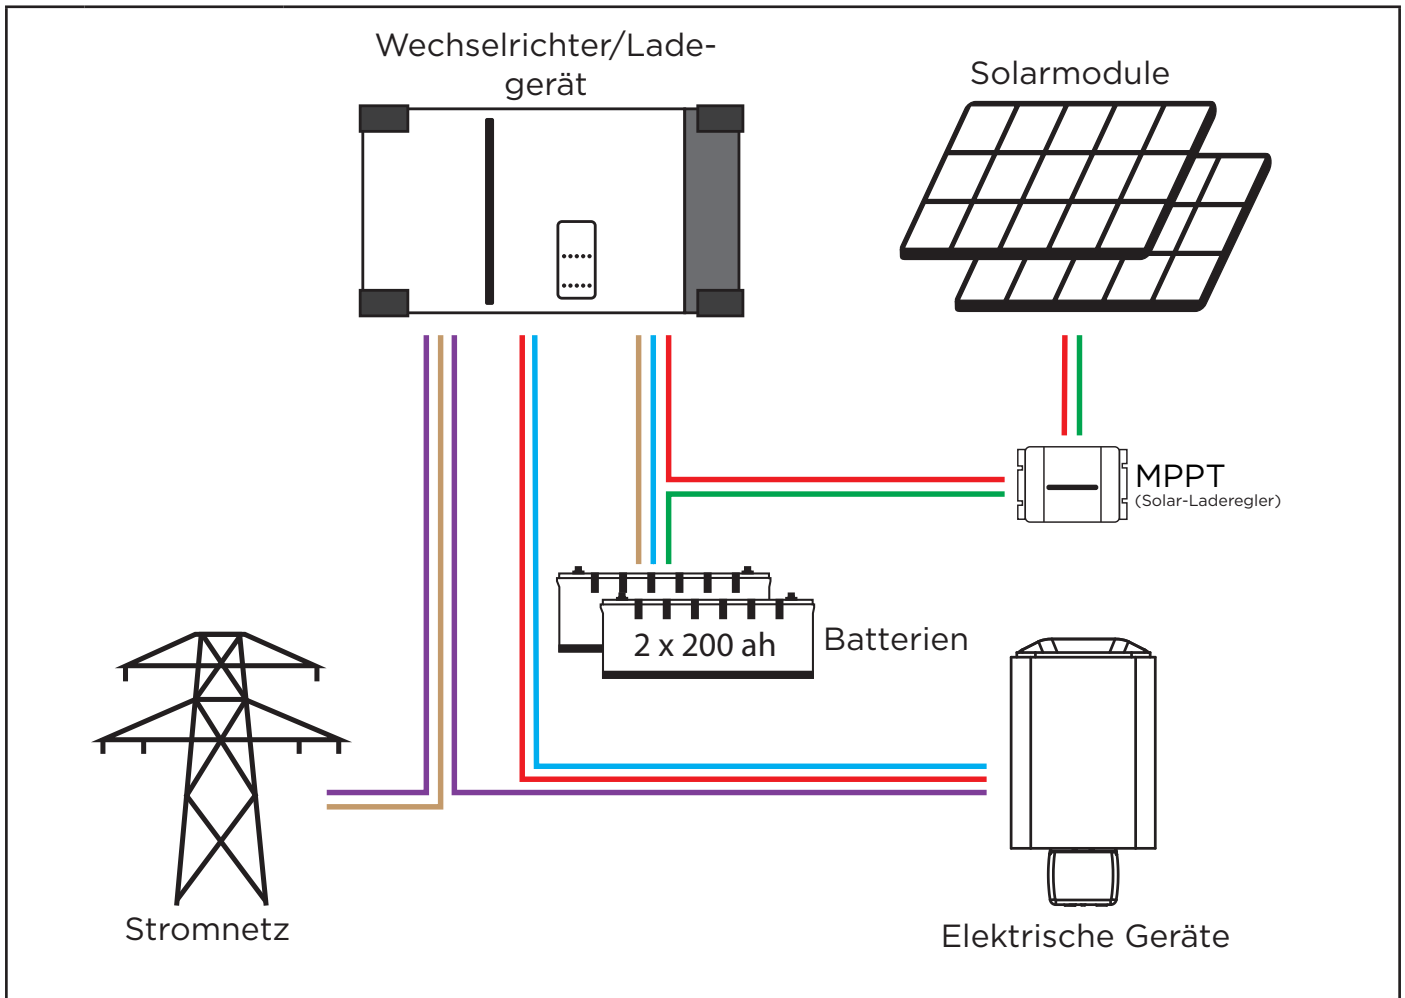 Wechselrichter/Lade-
gerät
Solarmodule
MPPT
(Solar-Laderegler)
2 x 200 ah
Batterien
Stromnetz
Elektrische Geräte